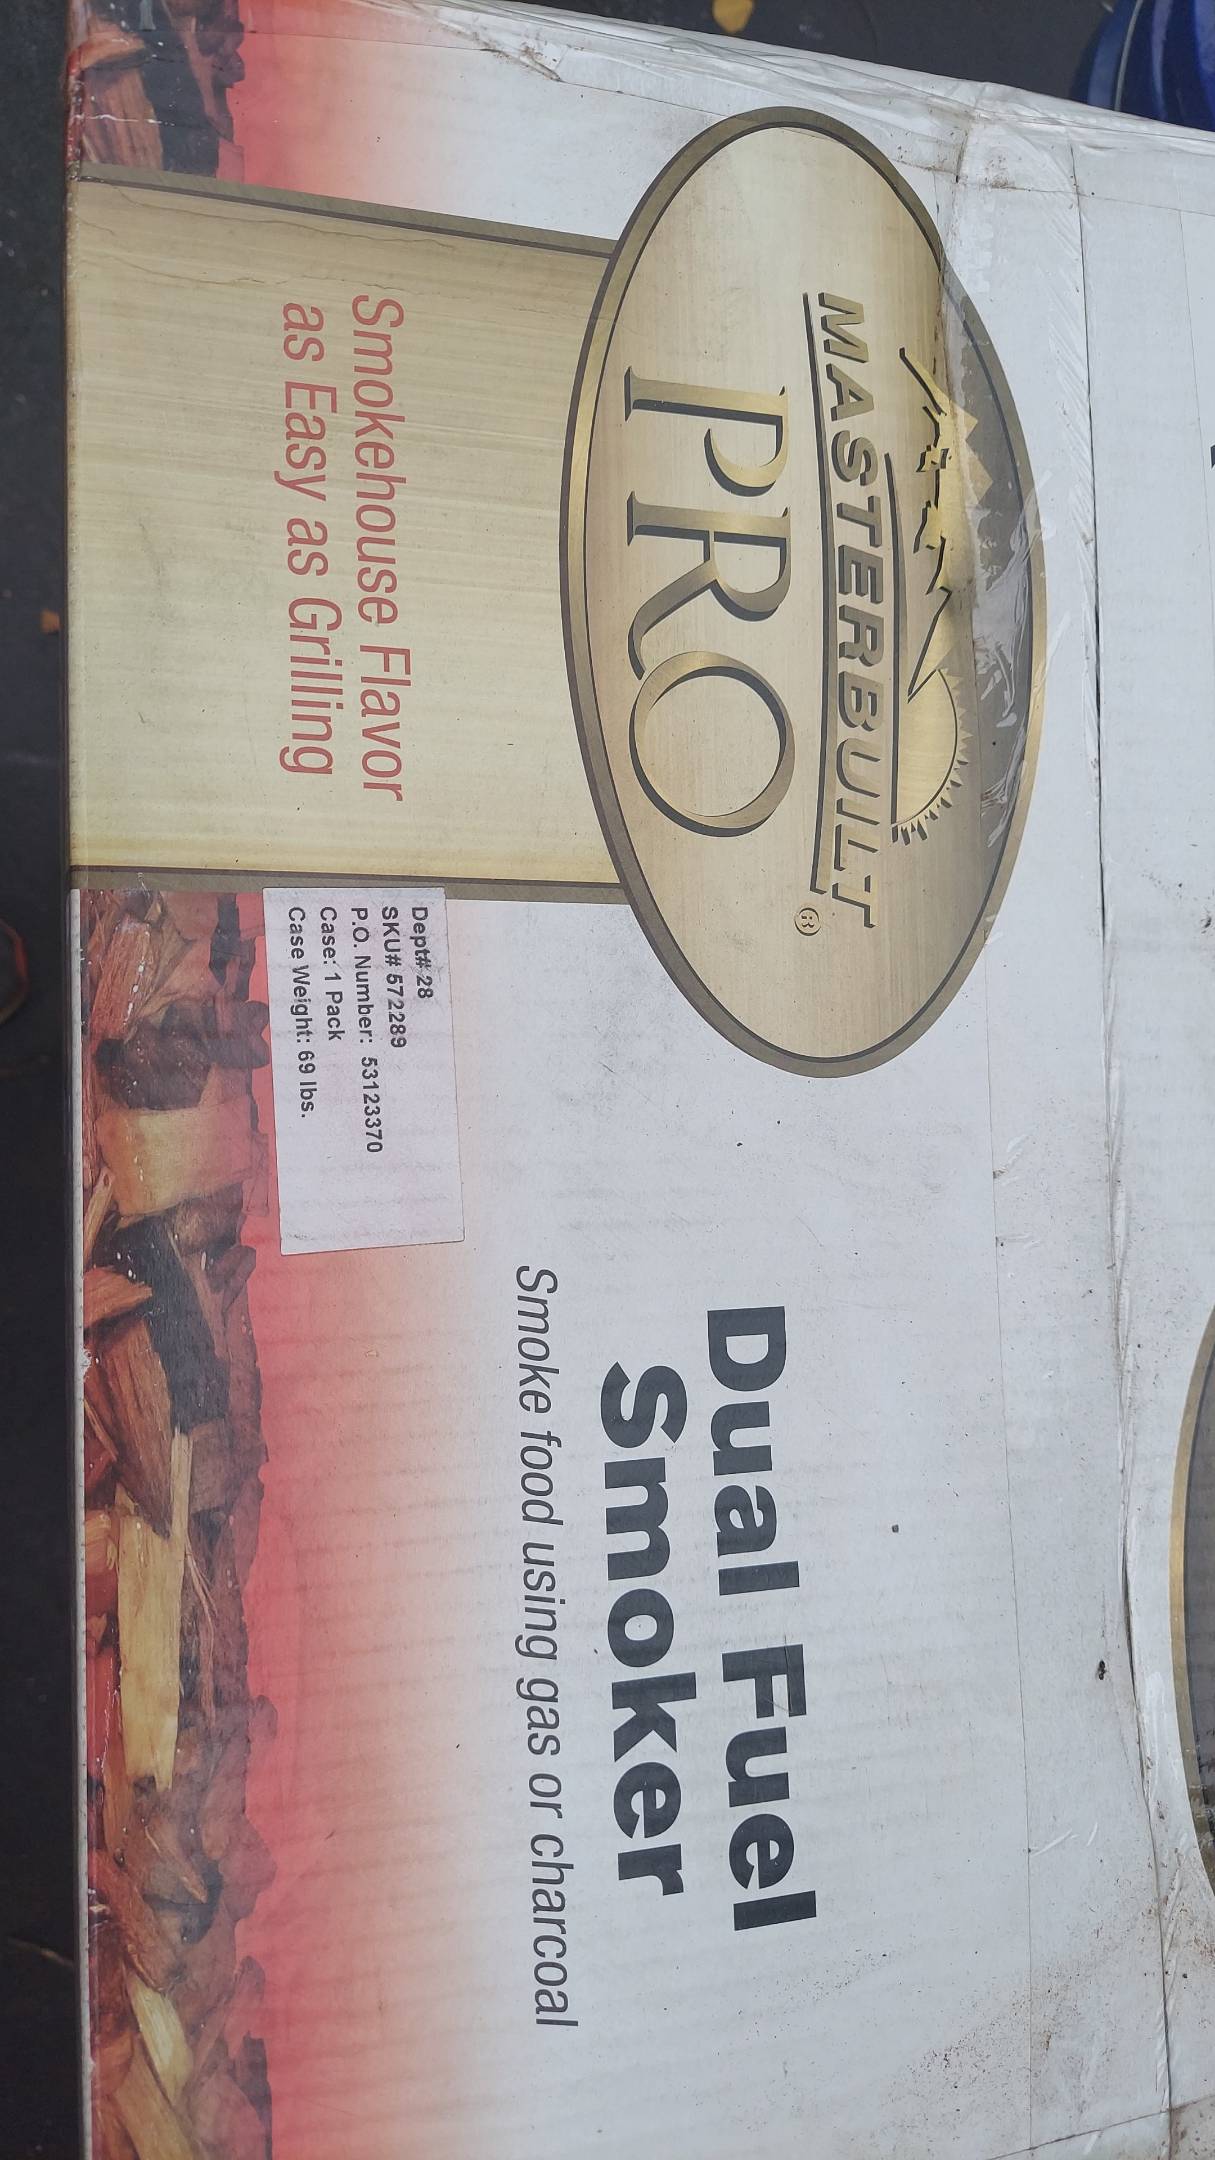 MASTERBUILT®
PRO
Smokehouse Flavor
as Easy as Grilling
Dept# 28
SKU# 572289
P.O. Number: 53123370
Case: 1 Pack
Case Weight: 69 lbs.
Dual Fuel
Smoker
Smoke food using gas or charcoal